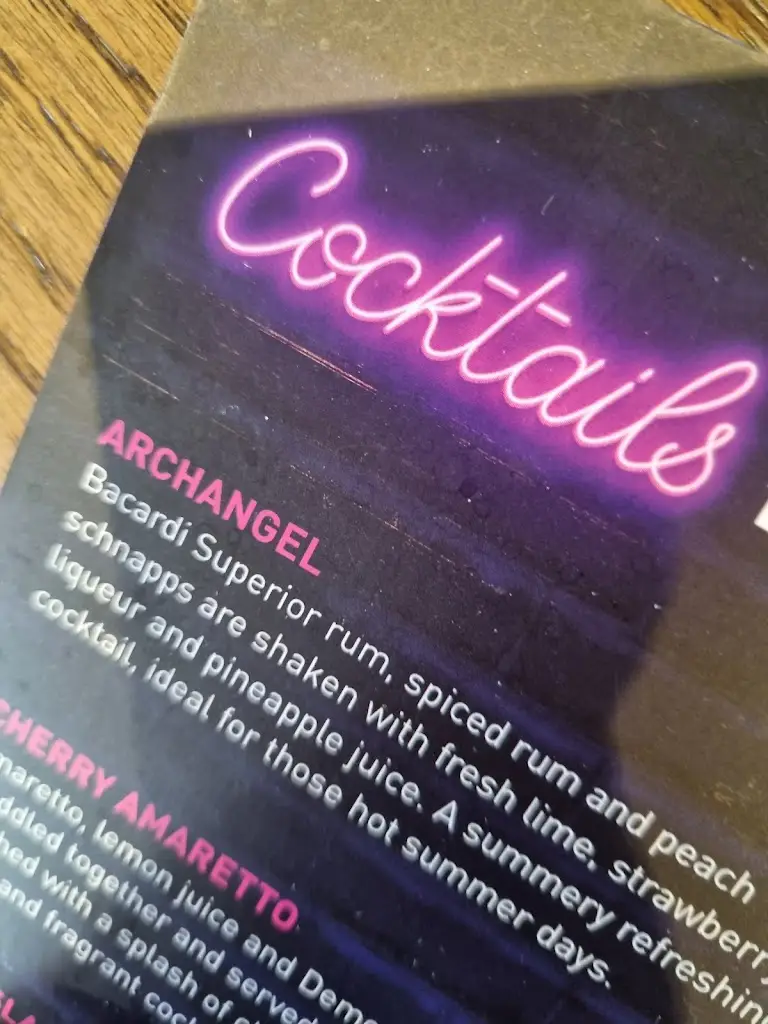 Cocktails
ARCHANGEL
Bacardi Superior rum, spiced rum and peach
schnapps are shaken with fresh lime, strawberry
liqueur and pineapple juice. A summery refreshing
cocktail, ideal for those hot summer days.
CHERRY AMARETTO
maretto, lemon juice and Deme
ddled together and served
hed with a splash of
and fragrant cock